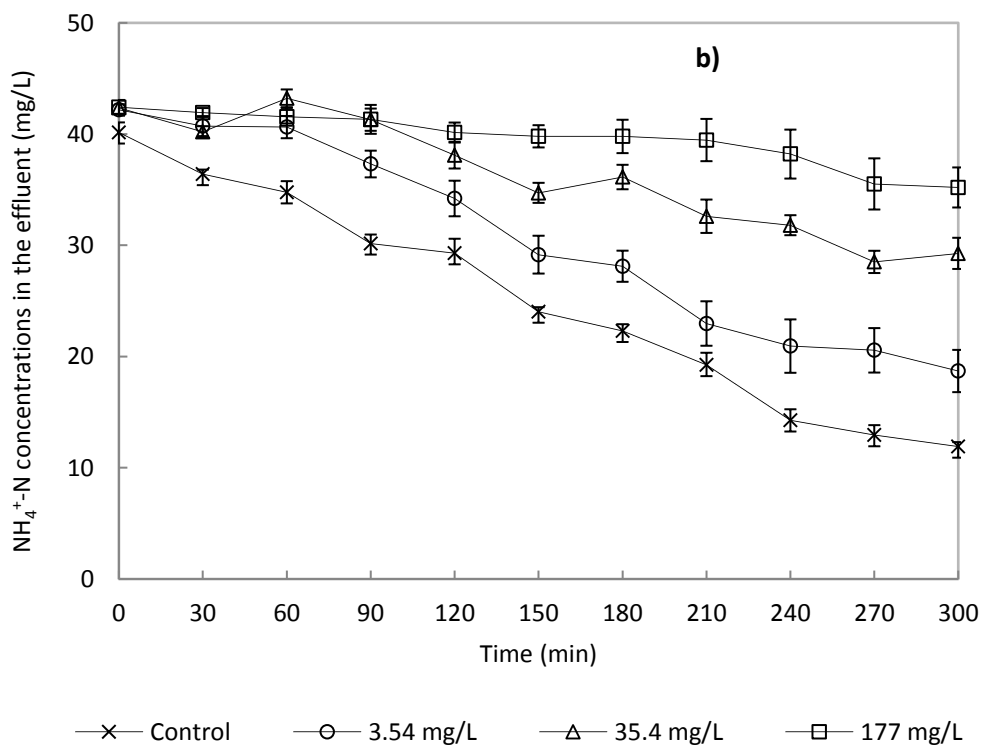 b)
NH₄⁺-N concentrations in the effluent (mg/L)
50
40
30
20
10
0
0 30 60 90 120 150 180 210 240 270 300
Time (min)
Control 3.54 mg/L 35.4 mg/L 177 mg/L